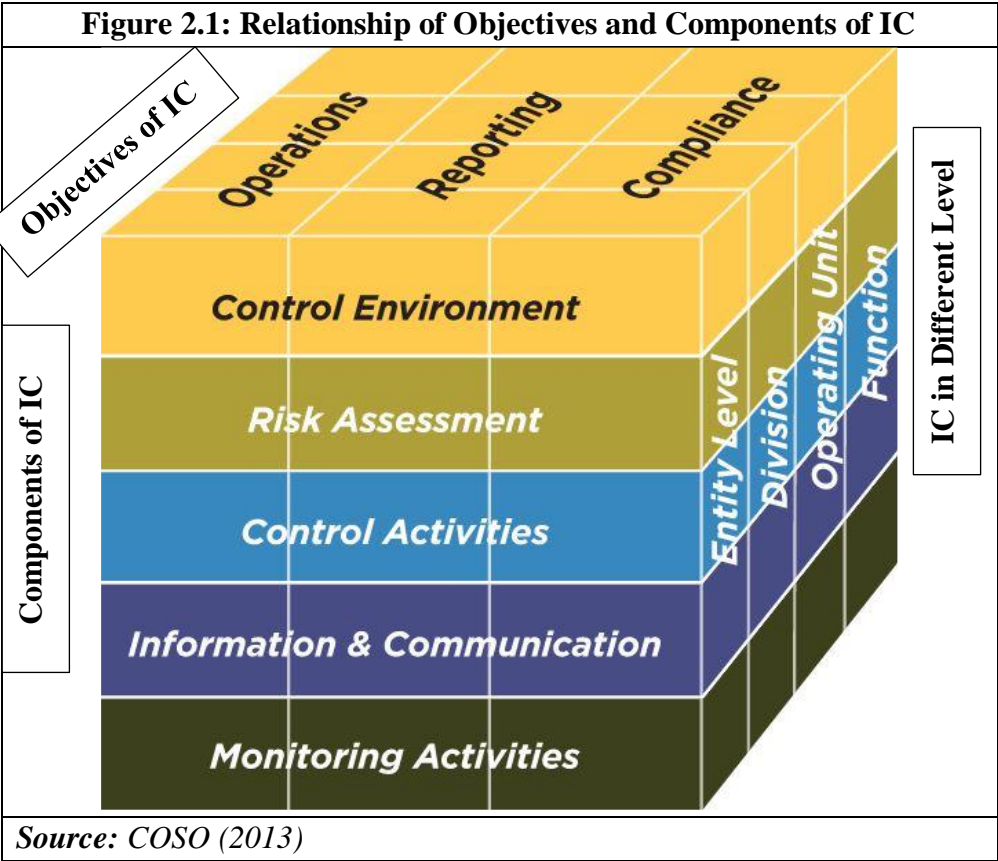 Figure 2.1: Relationship of Objectives and Components of IC
Objectives of IC
Operations
Reporting
Compliance
Components of IC
Control Environment
Risk Assessment
Control Activities
Information & Communication
Monitoring Activities
Entity Level
Division
Operating Unit
Function
IC in Different Level
Source: COSO (2013)